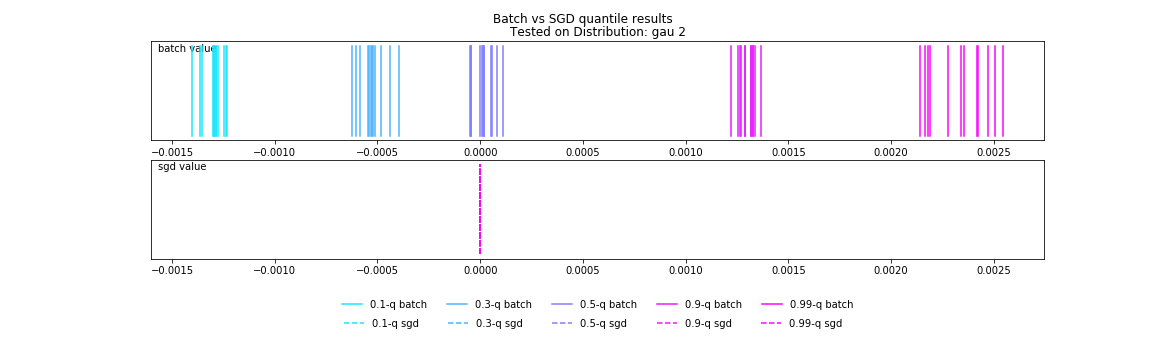 Batch vs SGD quantile results
Tested on Distribution: gau 2
batch value
−0.0015 −0.0010 −0.0005 0.0000 0.0005 0.0010 0.0015 0.0020 0.0025
sgd value
−0.0015 −0.0010 −0.0005 0.0000 0.0005 0.0010 0.0015 0.0020 0.0025
0.1-q batch 0.3-q batch 0.5-q batch 0.9-q batch 0.99-q batch
0.1-q sgd 0.3-q sgd 0.5-q sgd 0.9-q sgd 0.99-q sgd